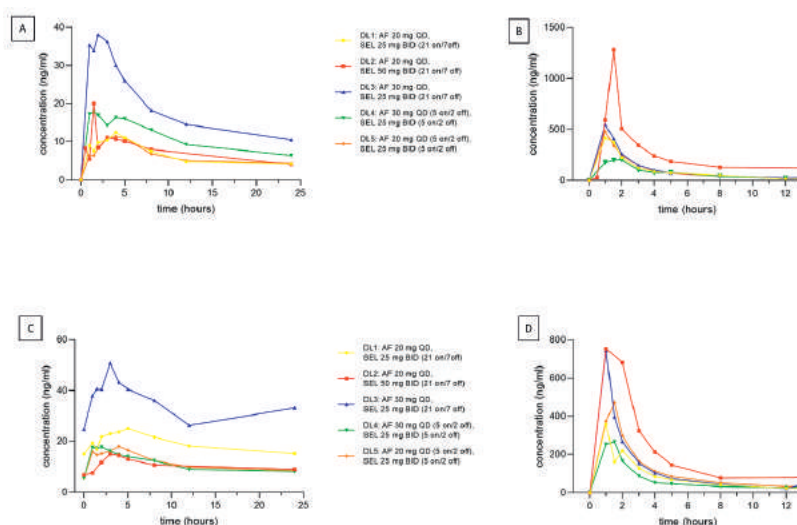 A
B
40
30
20
10
0
concentration (ng/ml)
0
5
10
15
20
25
time (hours)
DL1: AF 20 mg QD,
SEL 25 mg BID (21 on/7off)
DL2: AF 20 mg QD,
SEL 50 mg BID (21 on/7 off)
DL3: AF 30 mg QD,
SEL 25 mg BID (21 on/7 off)
DL4: AF 30 mg QD (5 on/2 off),
SEL 25 mg BID (5 on/2 off)
DL5: AF 20 mg QD (5 on/2 off),
SEL 25 mg BID (5 on/2 off)
1500
1000
500
0
concentration (ng/ml)
0
2
4
6
8
10
12
time (hours)
C
D
60
40
20
0
concentration (ng/ml)
0
5
10
15
20
25
time (hours)
DL1: AF 20 mg QD,
SEL 25 mg BID (21 on/7off)
DL2: AF 20 mg QD,
SEL 50 mg BID (21 on/7 off)
DL3: AF 30 mg QD,
SEL 25 mg BID (21 on/7 off)
DL4: AF 30 mg QD (5 on/2 off),
SEL 25 mg BID (5 on/2 off)
DL5: AF 20 mg QD (5 on/2 off),
SEL 25 mg BID (5 on/2 off)
800
600
400
200
0
concentration (ng/ml)
0
2
4
6
8
10
12
time (hours)